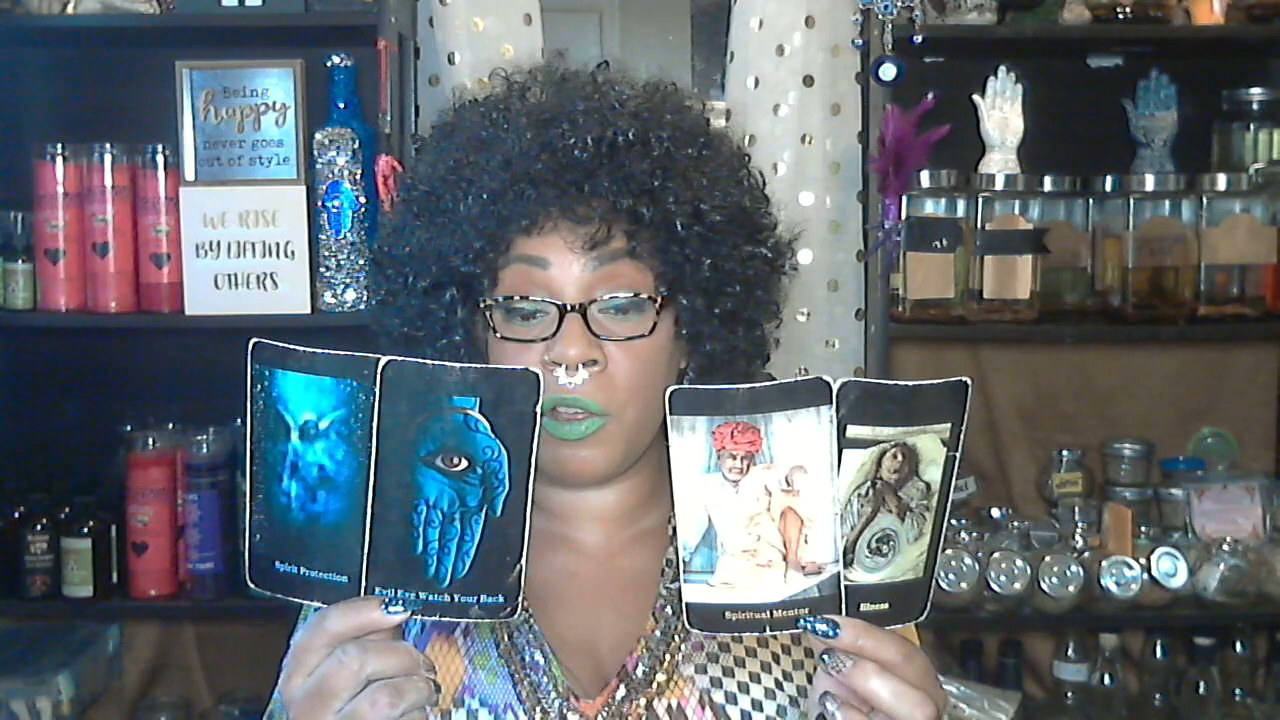 Being
happy
never goes
out of style
WE RISE
BY LIFTING
OTHERS
Spirit Protection
Evil Eye Watch Your Back
Spiritual Mentor
Illness